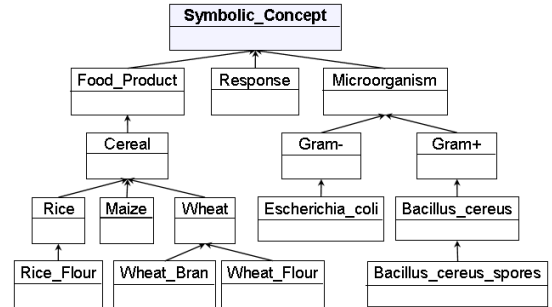 Symbolic_Concept
Food_Product
Response
Microorganism
Cereal
Gram-
Gram+
Rice
Maize
Wheat
Escherichia_coli
Bacillus_cereus
Rice_Flour
Wheat_Bran
Wheat_Flour
Bacillus_cereus_spores